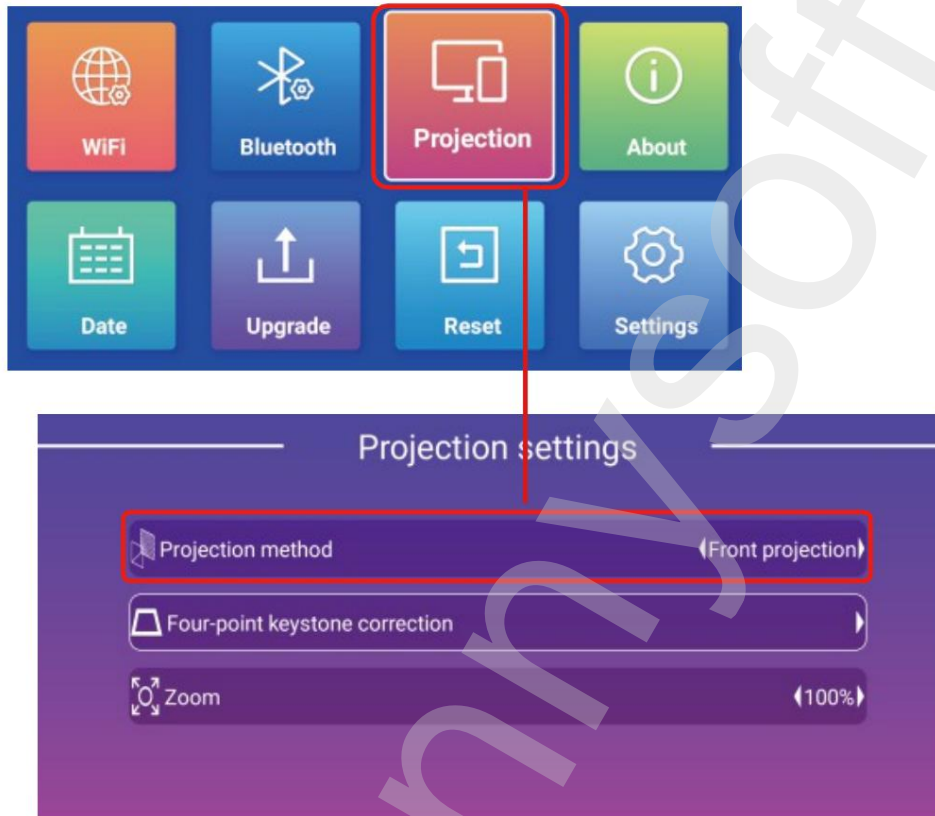 WiFi
Bluetooth
Projection
About
Date
Upgrade
Reset
Settings
Projection settings
Projection method Front projection
Four-point keystone correction
Zoom 100%
nnysoft